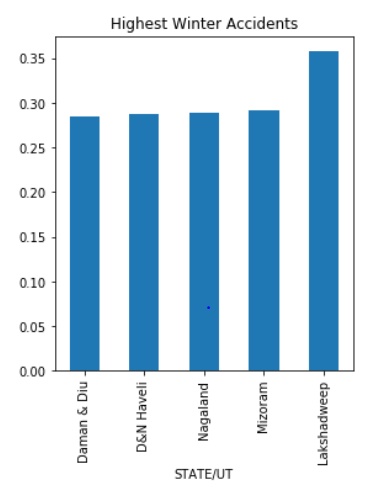 Highest Winter Accidents
0.35
0.30
0.25
0.20
0.15
0.10
0.05
0.00
Daman & Diu
D&N Haveli
Nagaland
Mizoram
Lakshadweep
STATE/UT